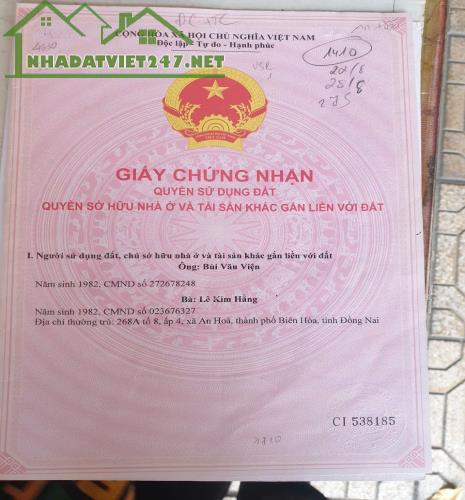 CỘNG HÒA XÃ HỘI CHỦ NGHĨA VIỆT NAM
Độc lập - Tự do - Hạnh phúc
NHADATVIET247.NET
1410
28/8
GIẤY CHỨNG NHẬN
QUYỀN SỬ DỤNG ĐẤT
QUYỀN SỞ HỮU NHÀ Ở VÀ TÀI SẢN KHÁC GẮN LIỀN VỚI ĐẤT
I. Người sử dụng đất, chủ sở hữu nhà ở và tài sản khác gắn liền với đất
Ông: Bùi Văn Viện
Năm sinh 1982, CMND số 272678248
Bà: Lê Kim Hằng
Năm sinh 1982, CMND số 023676327
Địa chỉ thường trú: 268A tổ 8, ấp 4, xã An Hoà, thành phố Biên Hòa, tỉnh Đồng Nai
CI 538185